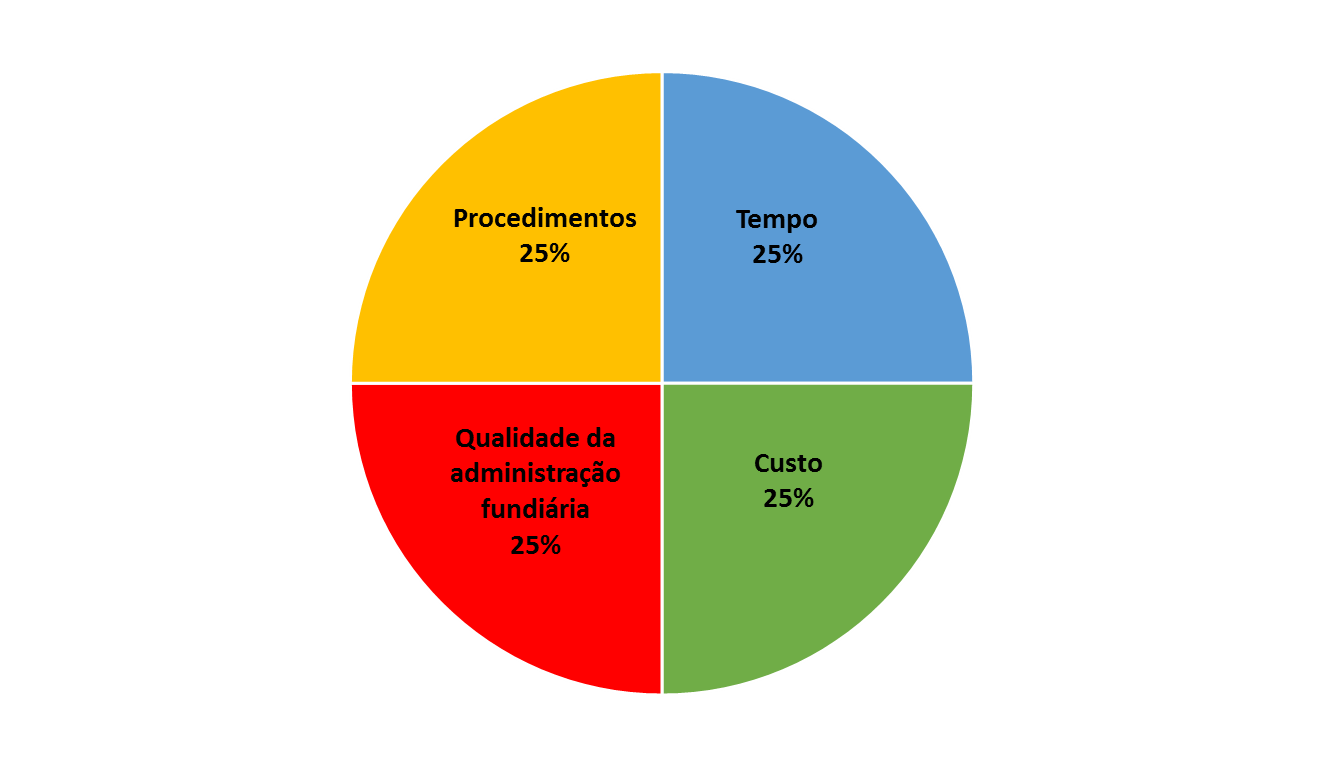 Procedimentos
25%
Tempo
25%
Qualidade da
administração
fundiária
25%
Custo
25%